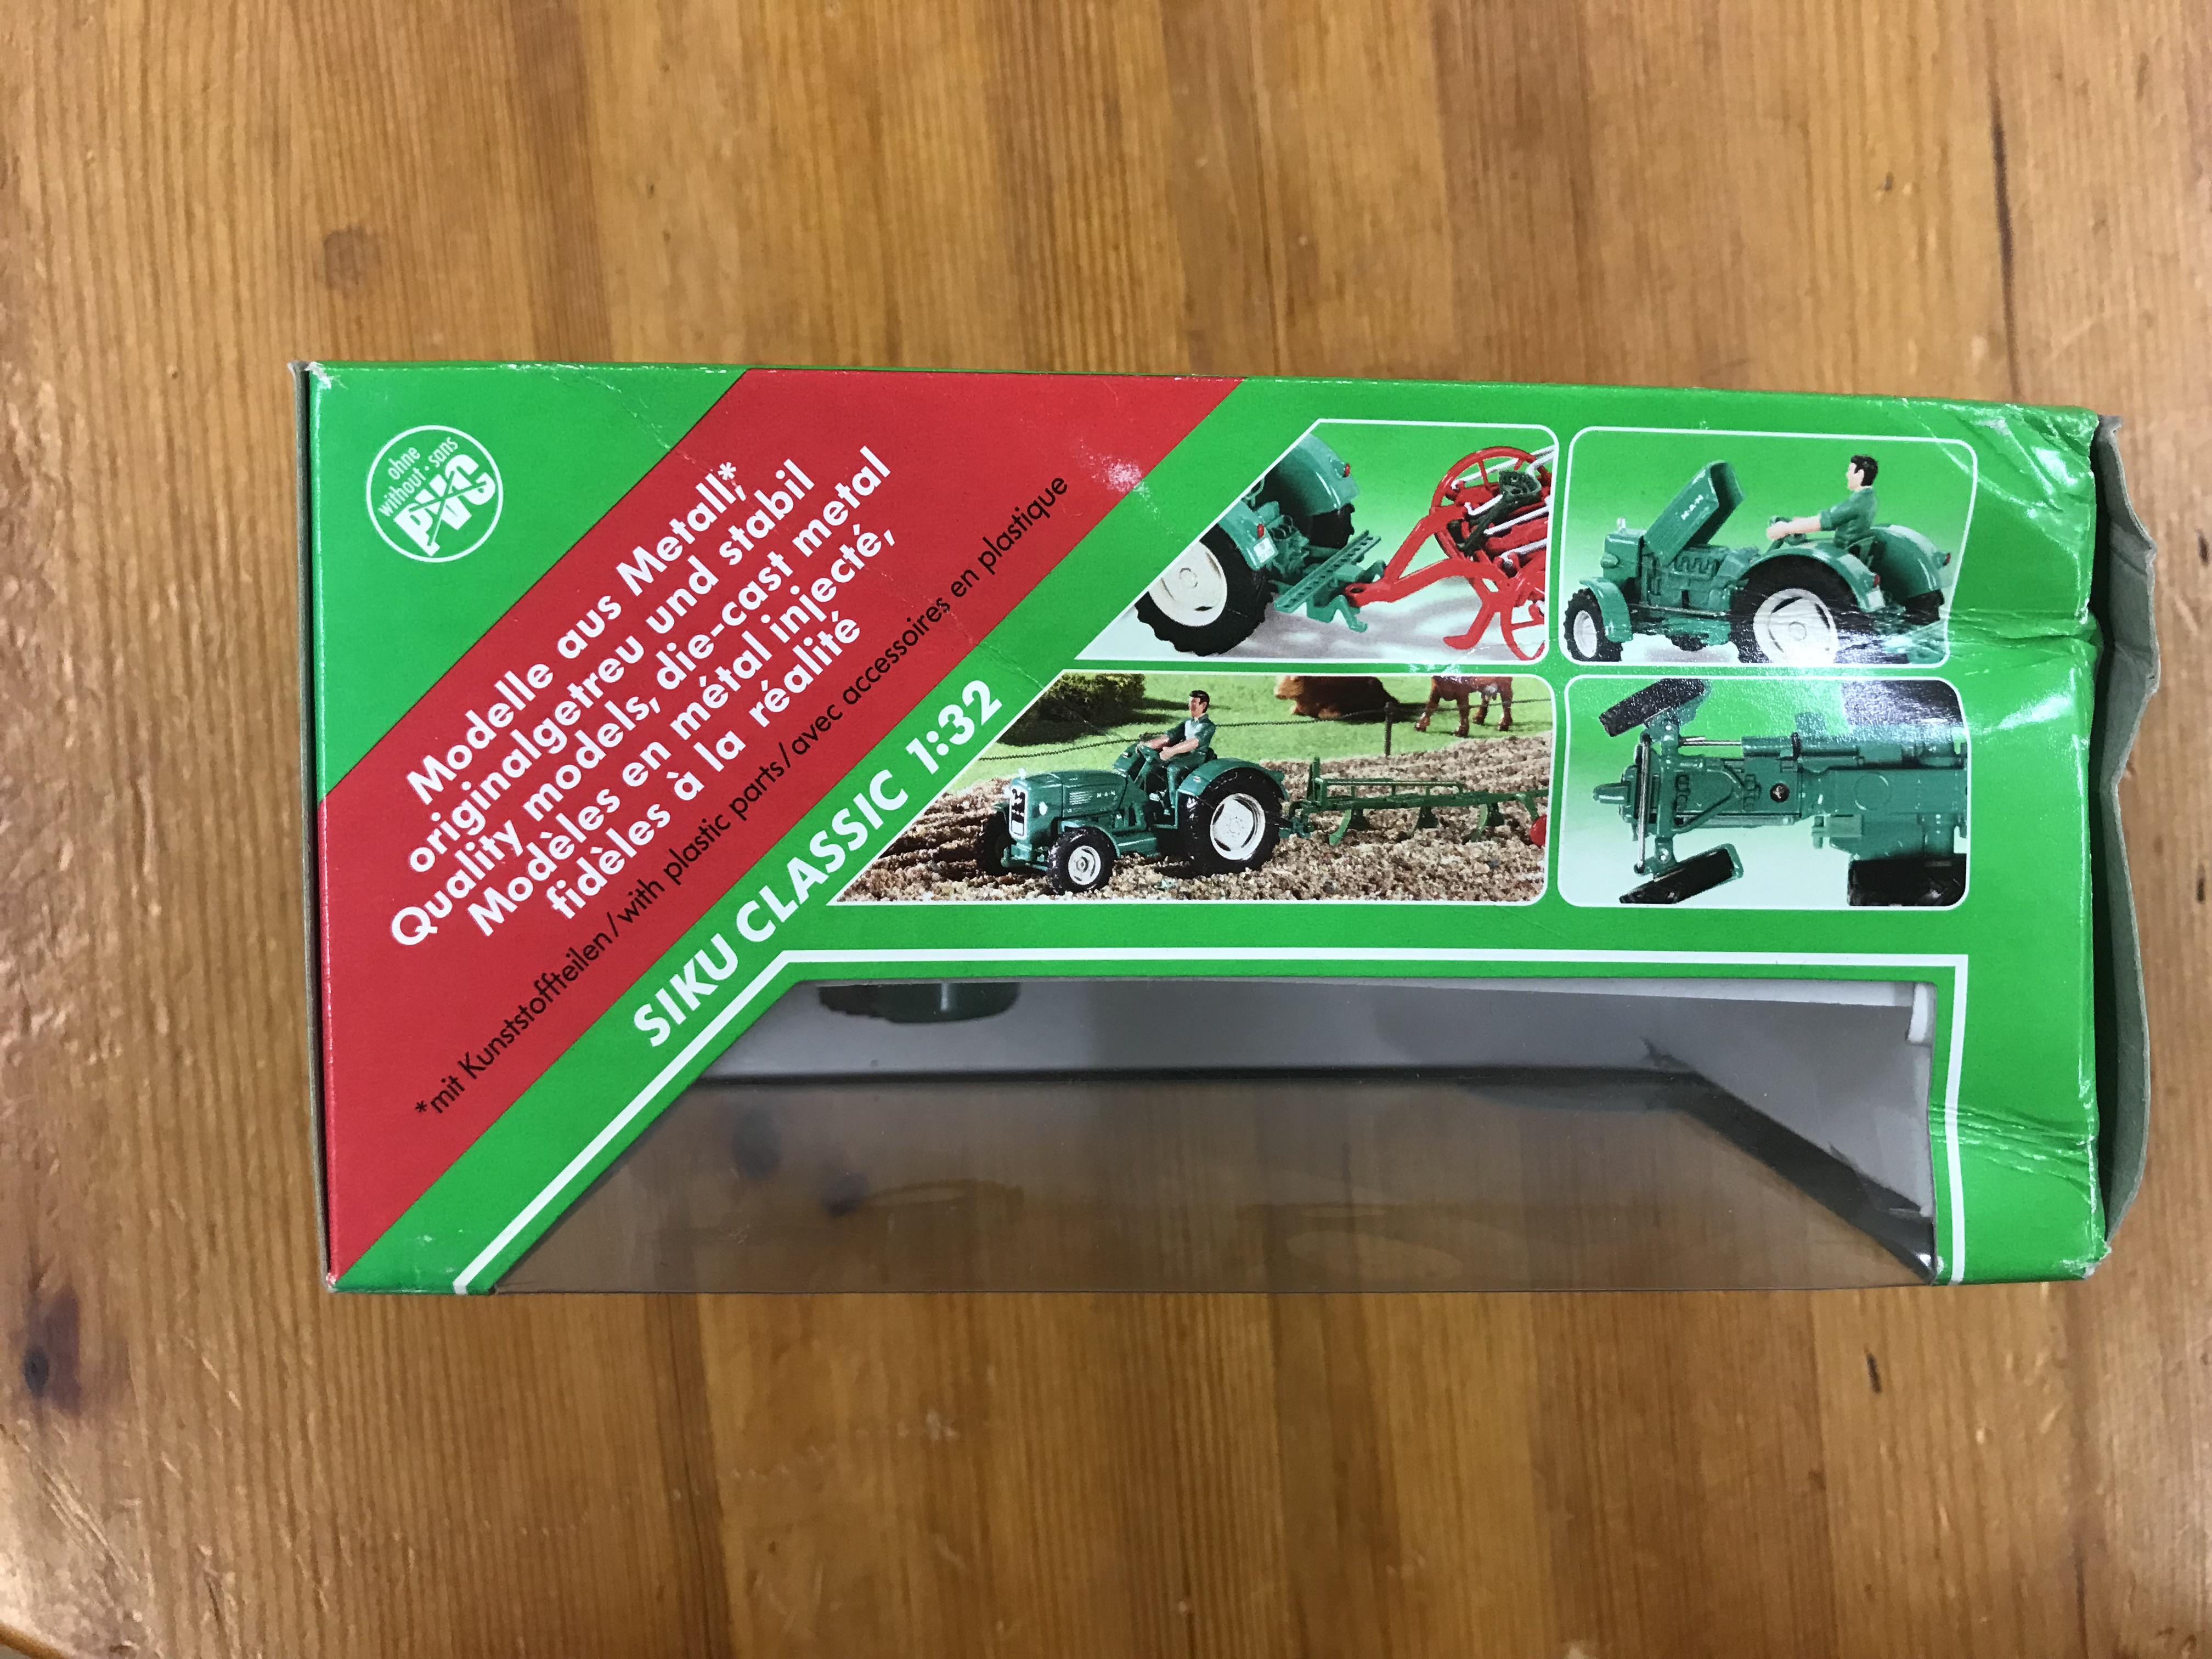 ohne
without · sans
PVC
Modelle aus Metall,*
originalgetreu und stabil
Quality models, die-cast metal
Modèles en métal injecté,
fidèles à la réalité
*mit Kunststoffteilen/with plastic parts/avec accessoires en plastique
SIKU CLASSIC 1:32
M·A·N
M·A·N